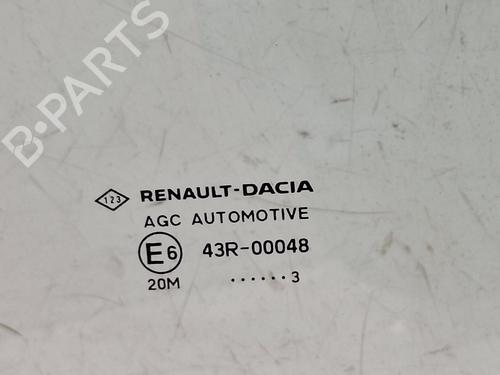 B-PARTS
123 RENAULT-DACIA
AGC AUTOMOTIVE
E6 43R-00048
20M ......3